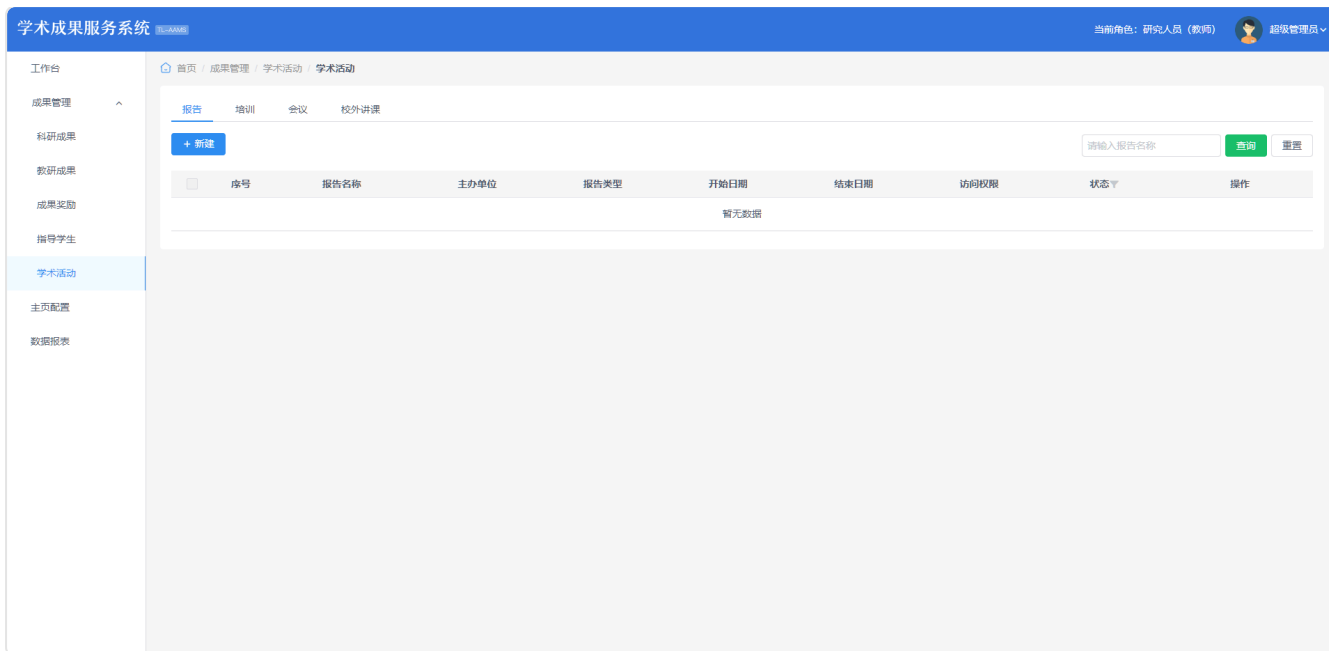 学术成果服务系统 TL-AAMS 当前角色：研究人员（教师） 超级管理员
工作台 首页 / 成果管理 / 学术活动 / 学术活动
成果管理
报告 培训 会议 校外讲课
科研成果
+ 新建 请输入报告名称 查询 重置
教研成果
序号 报告名称 主办单位 报告类型 开始日期 结束日期 访问权限 状态 操作
成果奖励
暂无数据
指导学生
学术活动
主页配置
数据报表